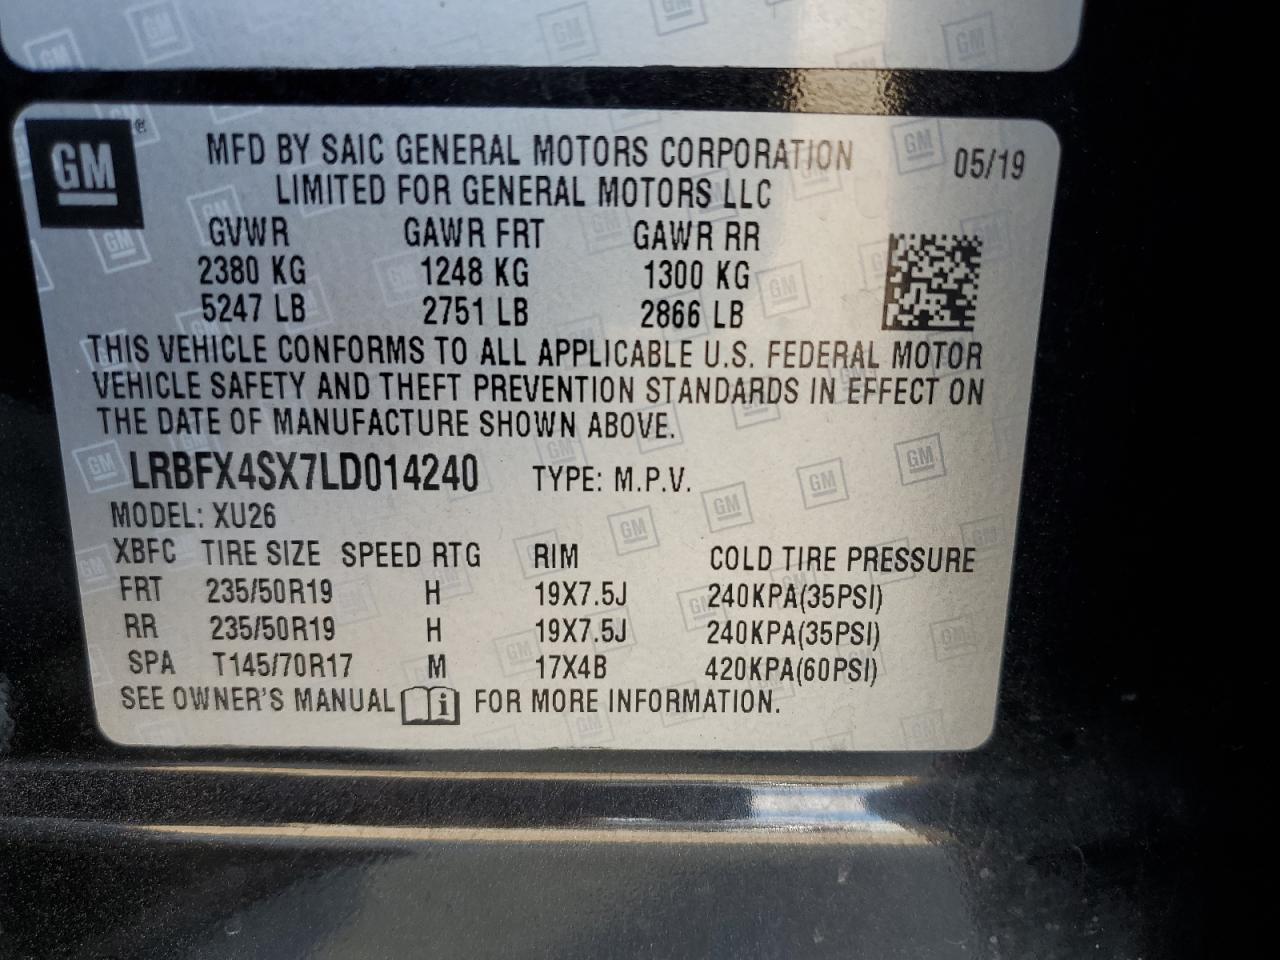 GM
®
MFD BY SAIC GENERAL MOTORS CORPORATION
LIMITED FOR GENERAL MOTORS LLC
05/19
GVWR GAWR FRT GAWR RR
2380 KG 1248 KG 1300 KG
5247 LB 2751 LB 2866 LB
THIS VEHICLE CONFORMS TO ALL APPLICABLE U.S. FEDERAL MOTOR
VEHICLE SAFETY AND THEFT PREVENTION STANDARDS IN EFFECT ON
THE DATE OF MANUFACTURE SHOWN ABOVE.
LRBFX4SX7LD014240 TYPE: M.P.V.
MODEL: XU26
XBFC TIRE SIZE SPEED RTG RIM COLD TIRE PRESSURE
FRT 235/50R19 H 19X7.5J 240KPA(35PSI)
RR 235/50R19 H 19X7.5J 240KPA(35PSI)
SPA T145/70R17 M 17X4B 420KPA(60PSI)
SEE OWNER'S MANUAL i FOR MORE INFORMATION.